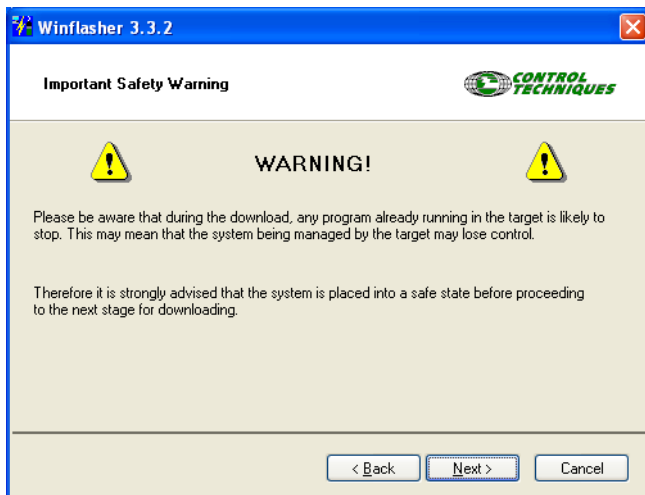 Winflasher 3.3.2
Important Safety Warning
CONTROL
TECHNIQUES
WARNING!
Please be aware that during the download, any program already running in the target is likely to
stop. This may mean that the system being managed by the target may lose control.
Therefore it is strongly advised that the system is placed into a safe state before proceeding
to the next stage for downloading.
< Back
Next >
Cancel